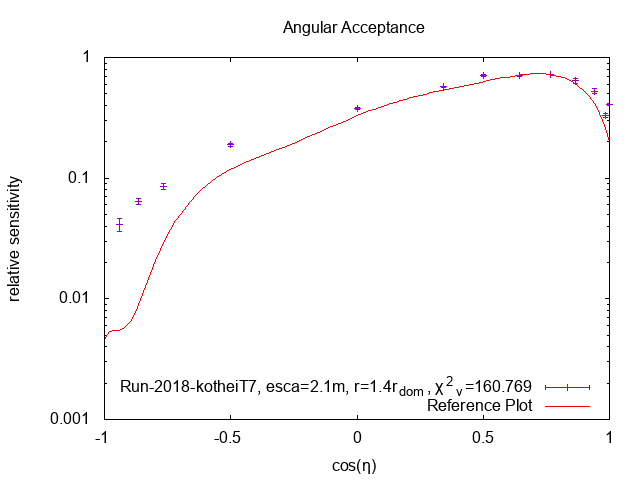 Angular Acceptance
relative sensitivity
1
0.1
0.01
0.001
Run-2018-kotheiT7, esca=2.1m, r=1.4r_dom, χ²_ν=160.769
Reference Plot
-1 -0.5 0 0.5 1
cos(η)